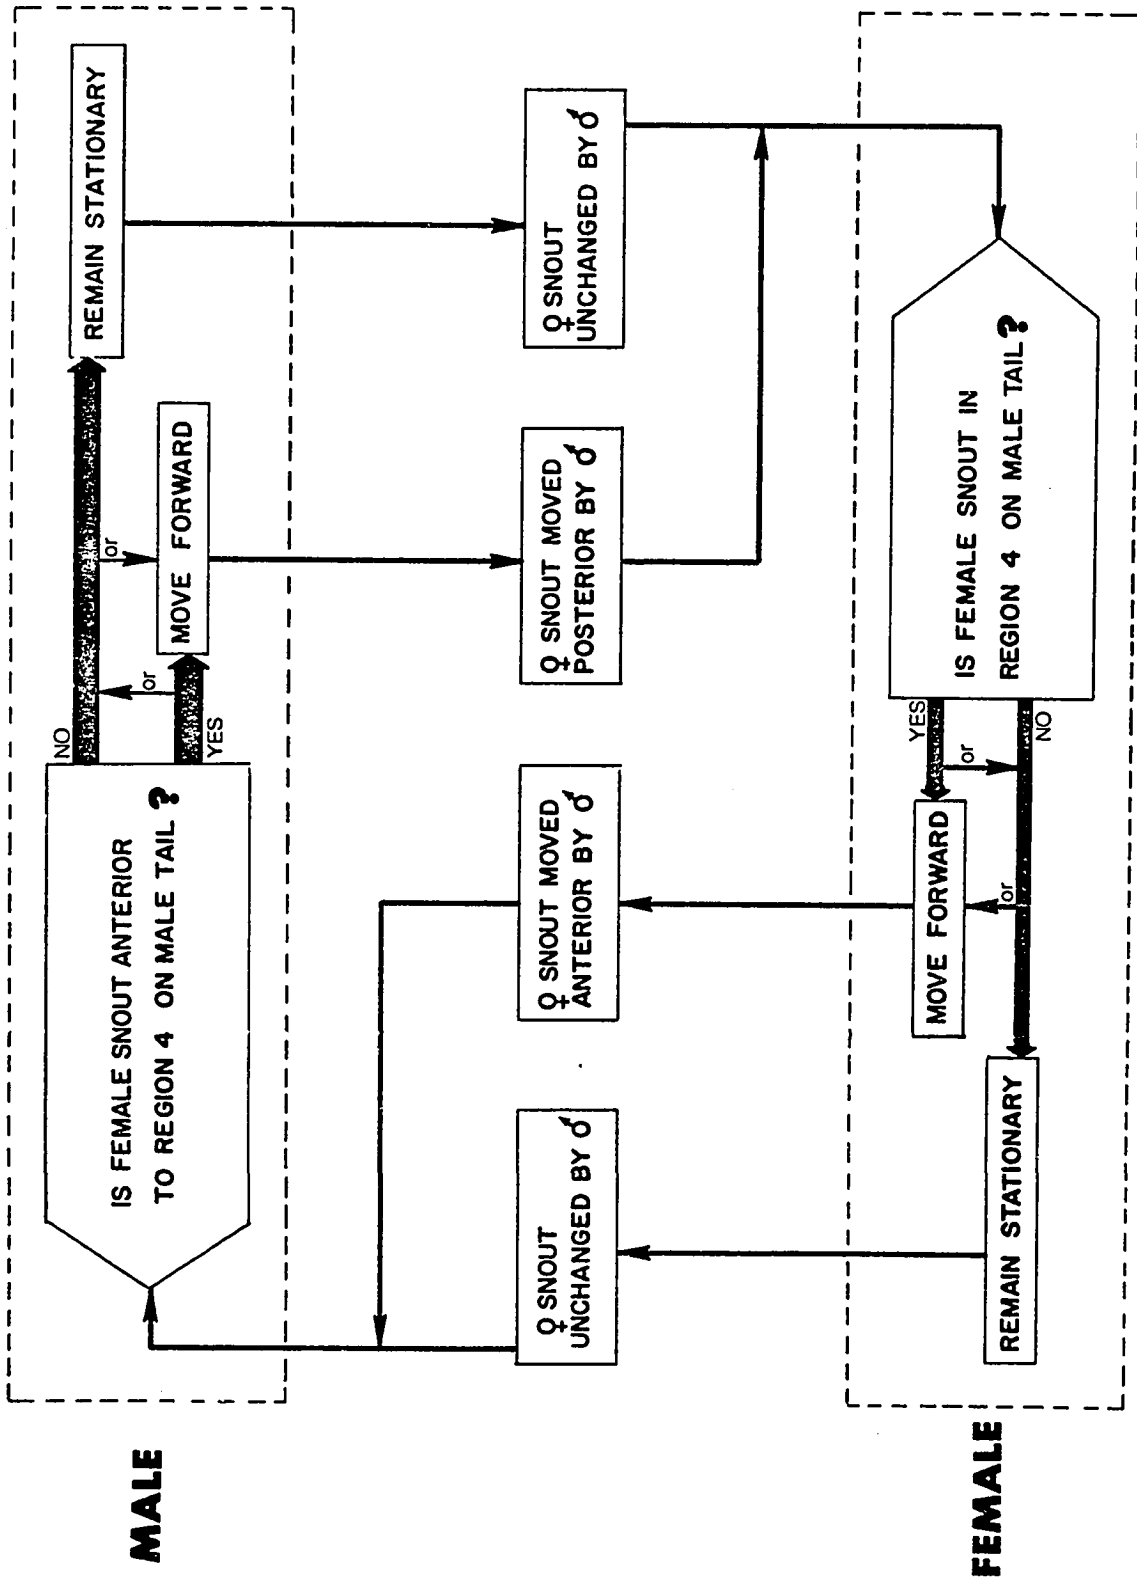 MALE
IS FEMALE SNOUT ANTERIOR
TO REGION 4 ON MALE TAIL?
NO
YES
or
or
MOVE FORWARD
REMAIN STATIONARY
♀ SNOUT
UNCHANGED BY ♂
♀ SNOUT MOVED
ANTERIOR BY ♂
♀ SNOUT MOVED
POSTERIOR BY ♂
♀ SNOUT
UNCHANGED BY ♂
FEMALE
REMAIN STATIONARY
MOVE FORWARD
or
or
YES
NO
IS FEMALE SNOUT IN
REGION 4 ON MALE TAIL?